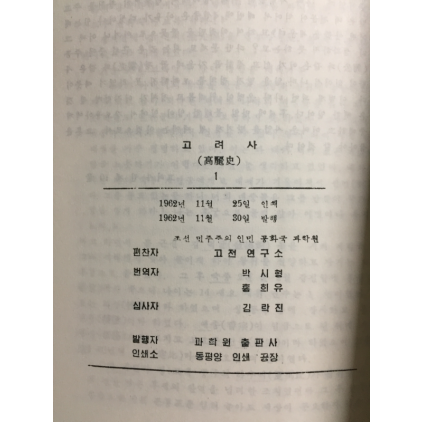 고 려 사
(高麗史)
1
1962년 11월 25일 인쇄
1962년 11월 30일 발행
조선 민주주의 인민 공화국 과학원
편찬자 고전 연구소
번역자 박 시 형
홍 희 유
심사자 김 락 진
발행자 과학원 출판사
인쇄소 동평양 인쇄 공장